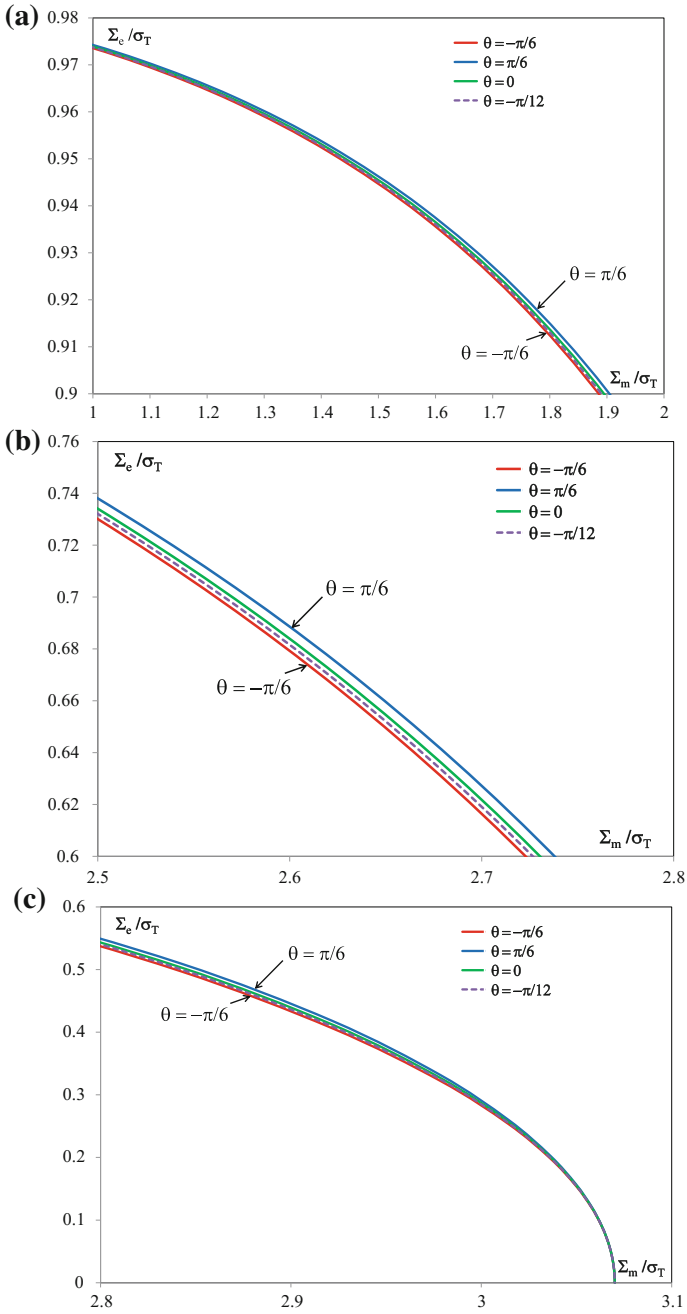 (a)
Σe/σT
0.98
0.97
0.96
0.95
0.94
0.93
0.92
0.91
0.9
θ = −π/6
θ = π/6
θ = 0
θ = −π/12
θ = π/6
θ = −π/6
Σm/σT
1 1.1 1.2 1.3 1.4 1.5 1.6 1.7 1.8 1.9 2
(b)
Σe/σT
0.76
0.74
0.72
0.7
0.68
0.66
0.64
0.62
0.6
θ = −π/6
θ = π/6
θ = 0
θ = −π/12
θ = π/6
θ = −π/6
Σm/σT
2.5 2.6 2.7 2.8
(c)
Σe/σT
0.6
0.5
0.4
0.3
0.2
0.1
0
θ = −π/6
θ = π/6
θ = 0
θ = −π/12
θ = π/6
θ = −π/6
Σm/σT
2.8 2.9 3 3.1